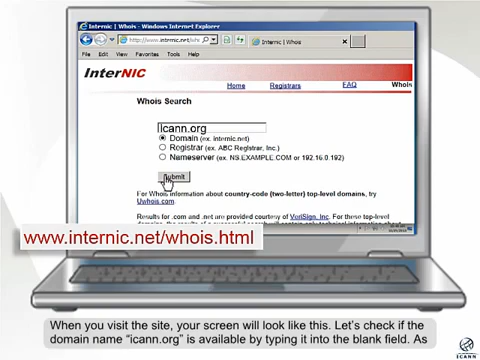 Internic | Whois - Windows Internet Explorer
http://www.internic.net/whi
Internic | Whois
File Edit View Favorites Tools Help
InterNIC
Home Registrars FAQ Whois
Whois Search
icann.org
Domain (ex. internic.net)
Registrar (ex. ABC Registrar, Inc.)
Nameserver (ex. NS.EXAMPLE.COM or 192.16.0.192)
Submit
For Whois information about country-code (two-letter) top-level domains, try
Uwhois.com.
Results for .com and .net are provided courtesy of VeriSign, Inc. For these top-level
www.internic.net/whois.html
When you visit the site, your screen will look like this. Let's check if the
domain name "icann.org" is available by typing it into the blank field. As
ICANN